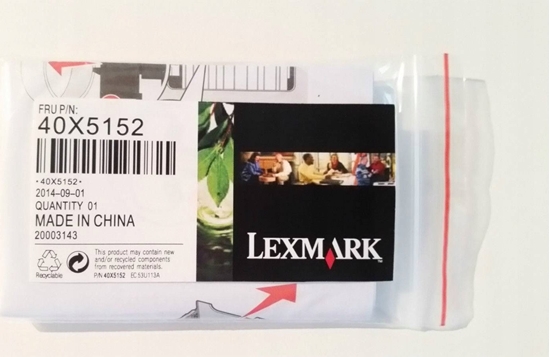 FRU P/N:
40X5152
•40X5152•
2014-09-01
QUANTITY 01
MADE IN CHINA
20003143
Recyclable
This product may contain new
and/or recycled components
from recovered materials.
P/N 40X5152 EC53U113A
LEXMARK